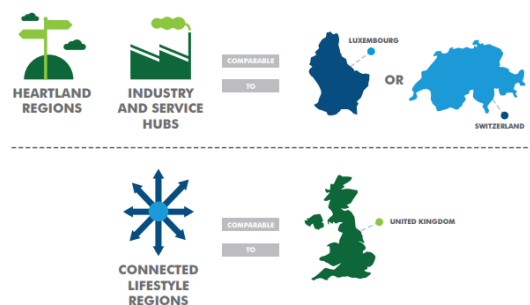 HEARTLAND
REGIONS
INDUSTRY
AND SERVICE
HUBS
COMPARABLE
TO
LUXEMBOURG
OR
SWITZERLAND
CONNECTED
LIFESTYLE
REGIONS
COMPARABLE
TO
UNITED KINGDOM